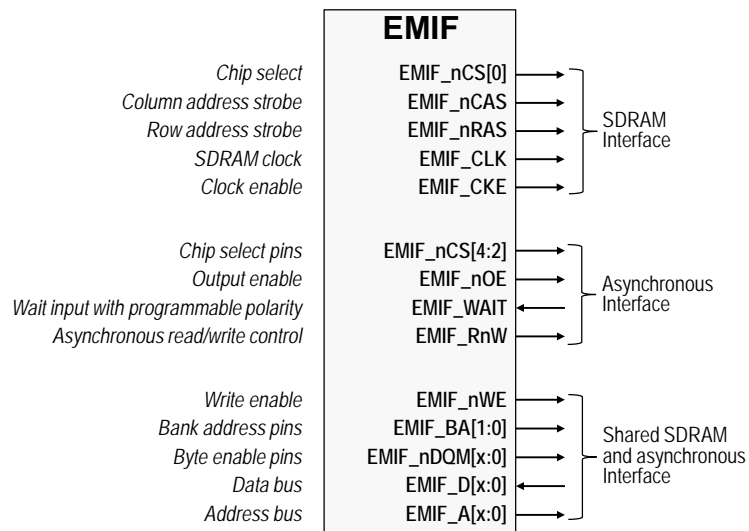 EMIF
Chip select EMIF_nCS[0]
Column address strobe EMIF_nCAS
Row address strobe EMIF_nRAS
SDRAM clock EMIF_CLK
Clock enable EMIF_CKE
SDRAM
Interface
Chip select pins EMIF_nCS[4:2]
Output enable EMIF_nOE
Wait input with programmable polarity EMIF_WAIT
Asynchronous read/write control EMIF_RnW
Asynchronous
Interface
Write enable EMIF_nWE
Bank address pins EMIF_BA[1:0]
Byte enable pins EMIF_nDQM[x:0]
Data bus EMIF_D[x:0]
Address bus EMIF_A[x:0]
Shared SDRAM
and asynchronous
Interface